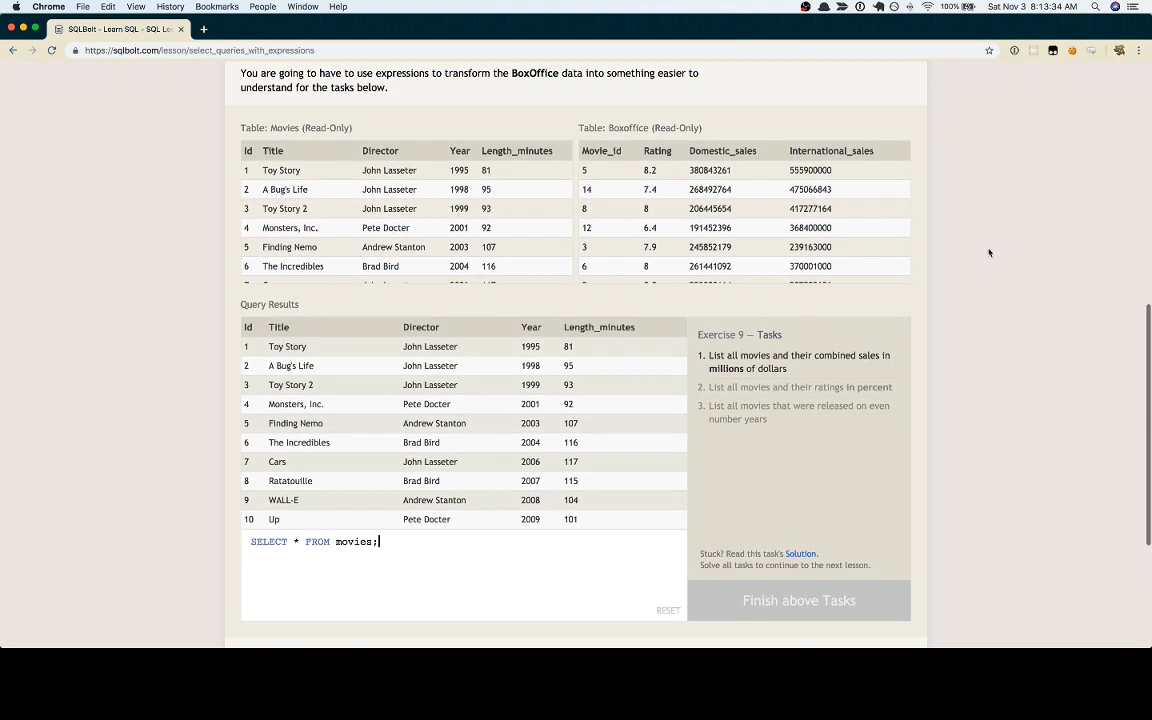 Chrome File Edit View History Bookmarks People Window Help 100% Sat Nov 3 8:13:34 AM
SQLBolt - Learn SQL - SQL Les
https://sqlbolt.com/lesson/select_queries_with_expressions
You are going to have to use expressions to transform the BoxOffice data into something easier to
understand for the tasks below.
Table: Movies (Read-Only) Table: Boxoffice (Read-Only)
Id Title Director Year Length_minutes Movie_id Rating Domestic_sales International_sales
1 Toy Story John Lasseter 1995 81 5 8.2 380843261 555900000
2 A Bug's Life John Lasseter 1998 95 14 7.4 268492764 475066843
3 Toy Story 2 John Lasseter 1999 93 8 8 206445654 417277164
4 Monsters, Inc. Pete Docter 2001 92 12 6.4 191452396 368400000
5 Finding Nemo Andrew Stanton 2003 107 3 7.9 245852179 239163000
6 The Incredibles Brad Bird 2004 116 6 8 261441092 370001000
Query Results
Id Title Director Year Length_minutes
1 Toy Story John Lasseter 1995 81
2 A Bug's Life John Lasseter 1998 95
3 Toy Story 2 John Lasseter 1999 93
4 Monsters, Inc. Pete Docter 2001 92
5 Finding Nemo Andrew Stanton 2003 107
6 The Incredibles Brad Bird 2004 116
7 Cars John Lasseter 2006 117
8 Ratatouille Brad Bird 2007 115
9 WALL-E Andrew Stanton 2008 104
10 Up Pete Docter 2009 101
SELECT * FROM movies;
RESET
Exercise 9 — Tasks
1. List all movies and their combined sales in
millions of dollars
2. List all movies and their ratings in percent
3. List all movies that were released on even
number years
Stuck? Read this task's Solution.
Solve all tasks to continue to the next lesson.
Finish above Tasks